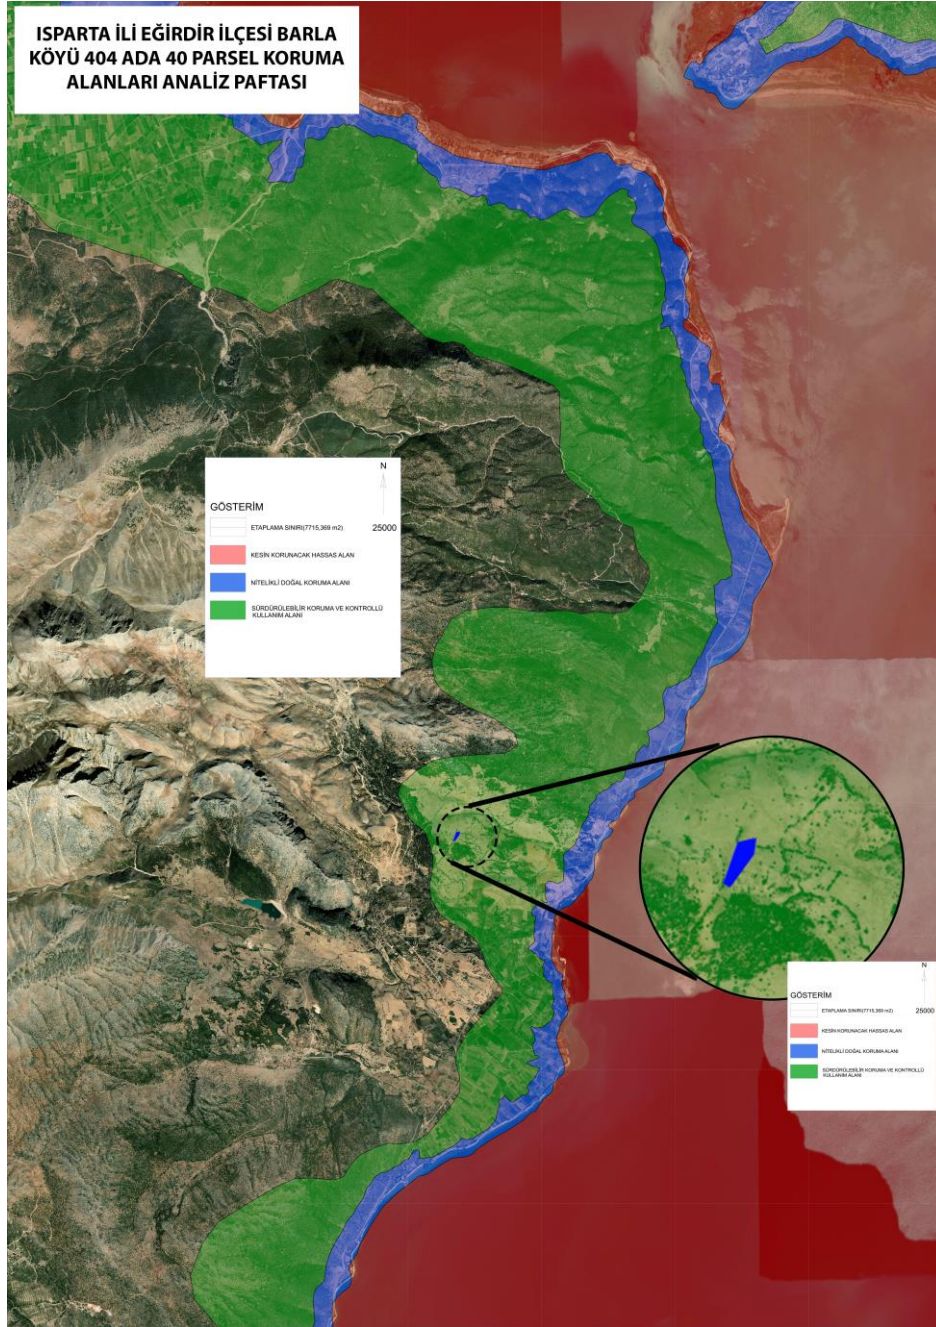 ISPARTA İLİ EĞİRDİR İLÇESİ BARLA
KÖYÜ 404 ADA 40 PARSEL KORUMA
ALANLARI ANALİZ PAFTASI
N
GÖSTERİM
ETAPLAMA SINIRI(7715,369 m2)
25000
KESİN KORUNACAK HASSAS ALAN
NİTELİKLİ DOĞAL KORUMA ALANI
SÜRDÜRÜLEBİLİR KORUMA VE KONTROLLÜ
KULLANIM ALANI
N
GÖSTERİM
ETAPLAMA SINIRI(7715,369 m2)
25000
KESİN KORUNACAK HASSAS ALAN
NİTELİKLİ DOĞAL KORUMA ALANI
SÜRDÜRÜLEBİLİR KORUMA VE KONTROLLÜ
KULLANIM ALANI